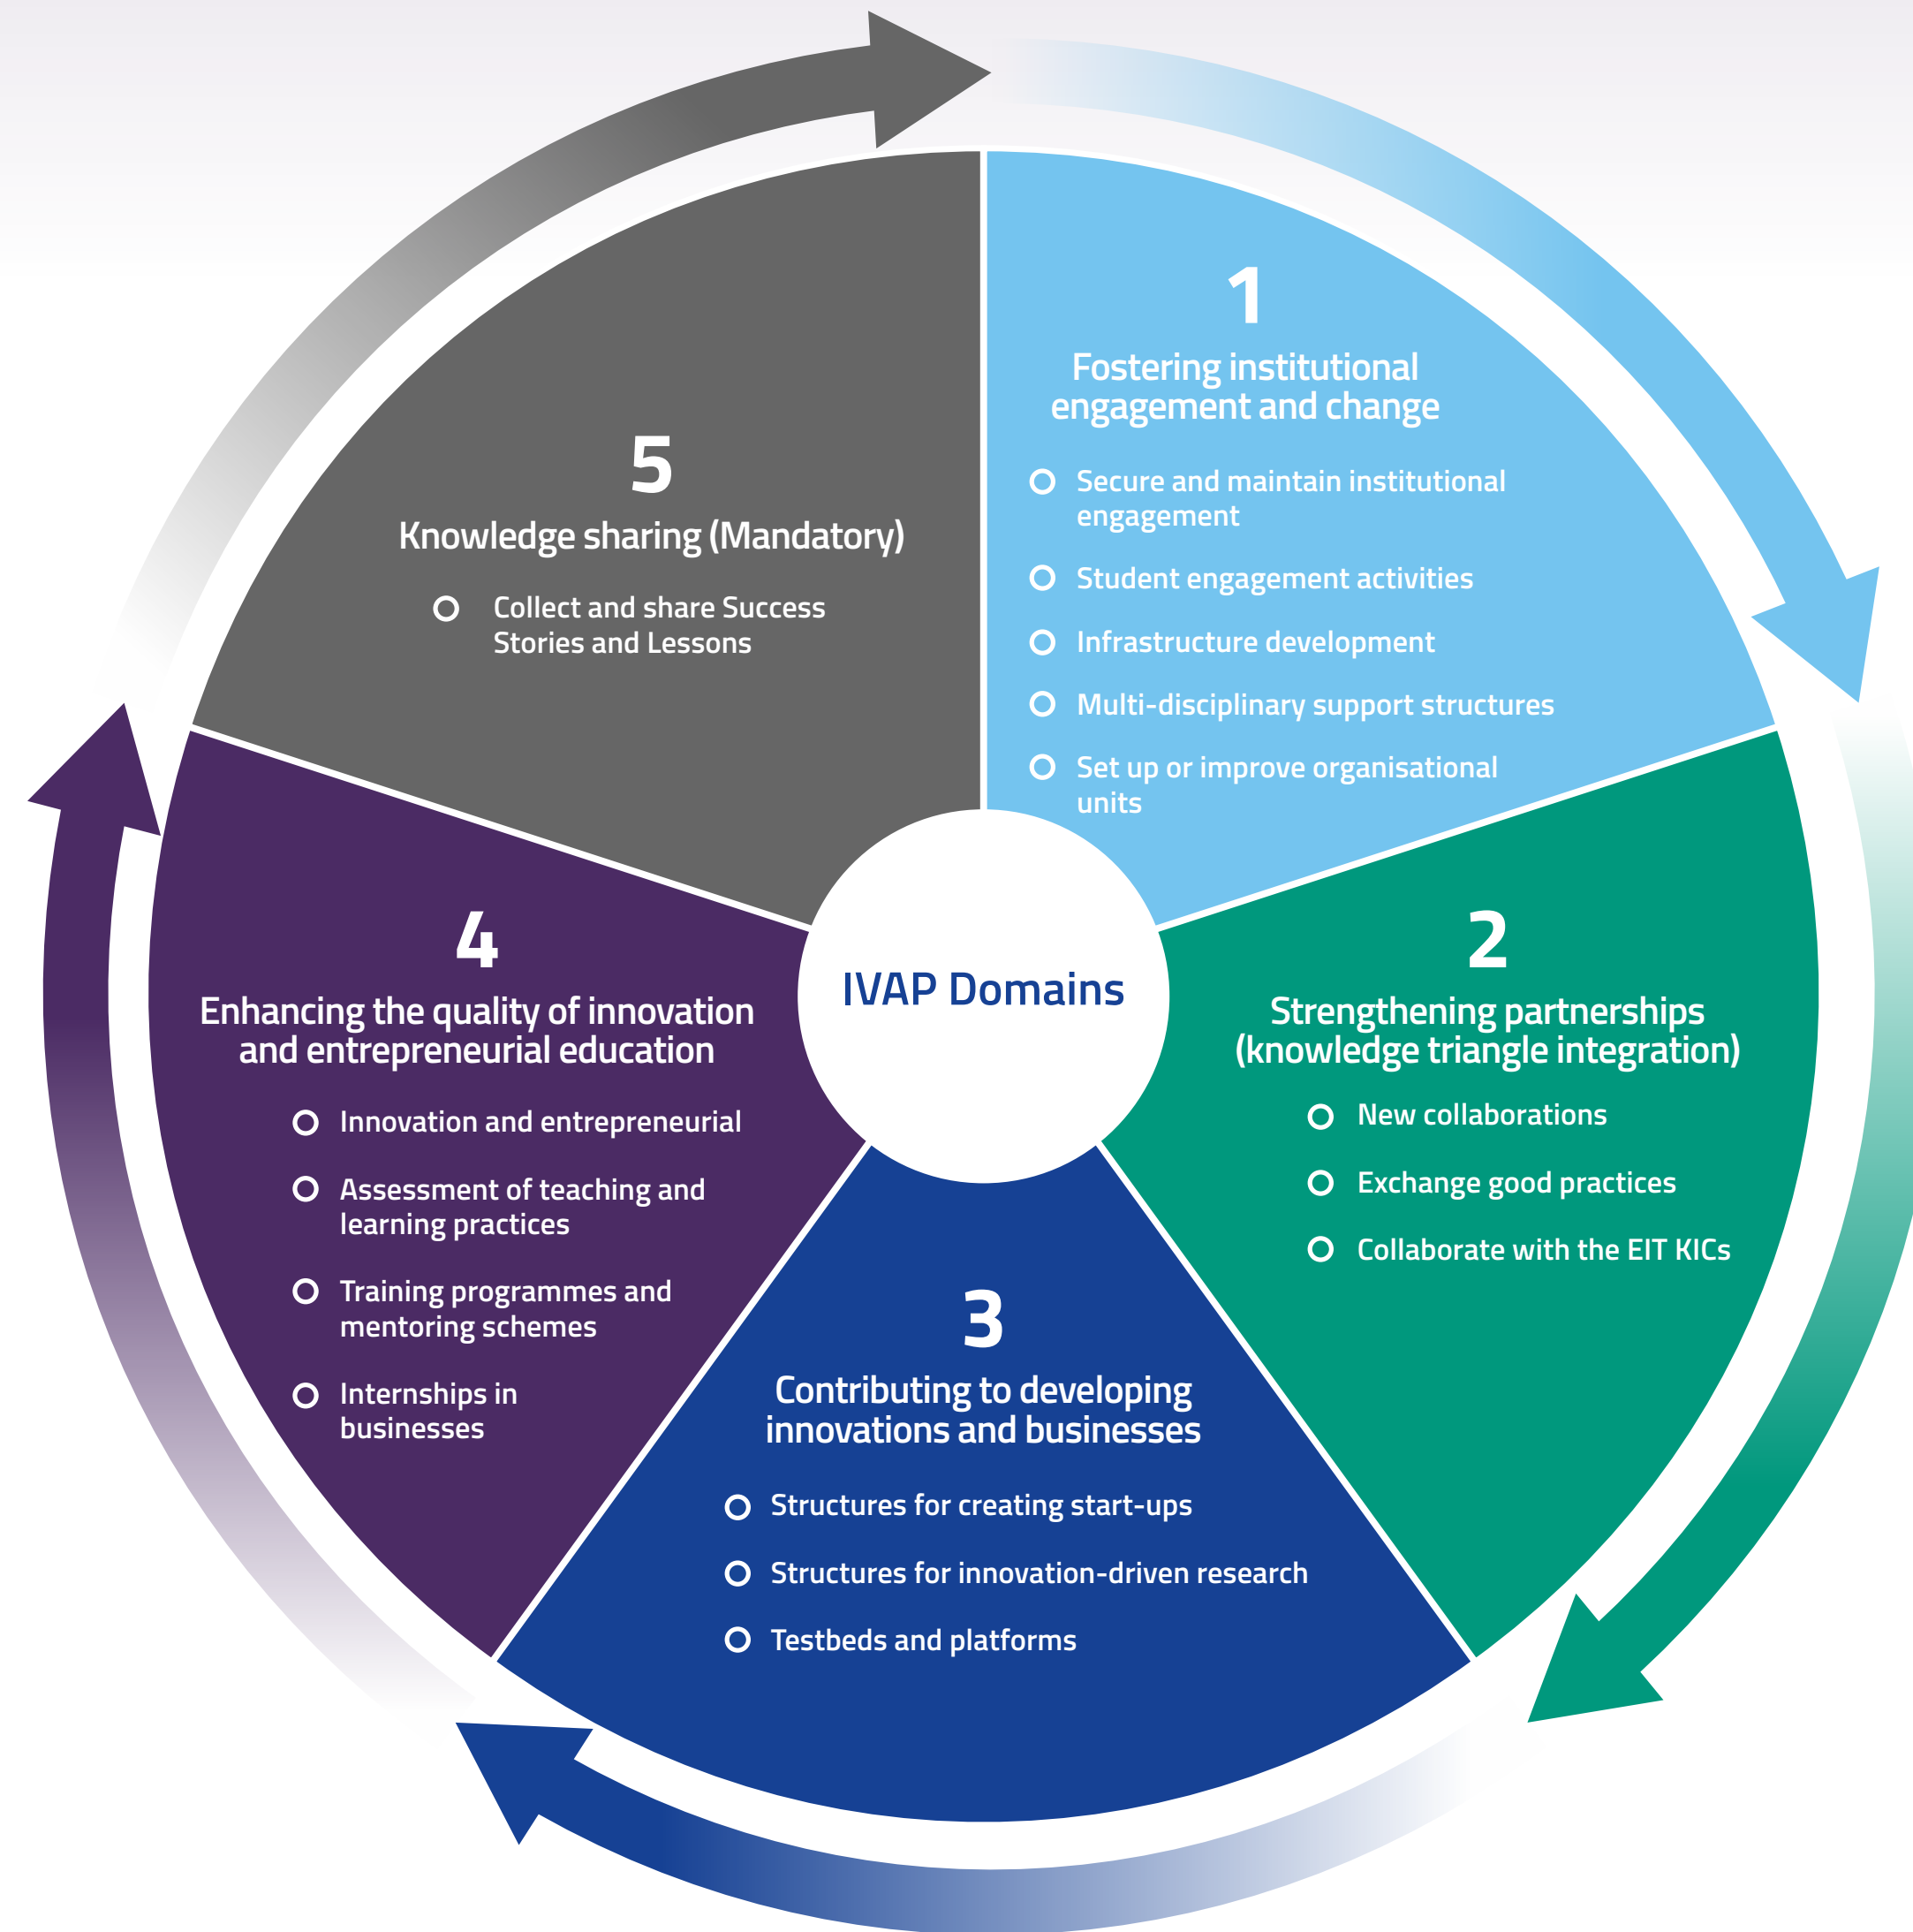 1
Fostering institutional
engagement and change
Secure and maintain institutional
engagement
Student engagement activities
Infrastructure development
Multi-disciplinary support structures
Set up or improve organisational
units
2
Strengthening partnerships
(knowledge triangle integration)
New collaborations
Exchange good practices
Collaborate with the EIT KICs
3
Contributing to developing
innovations and businesses
Structures for creating start-ups
Structures for innovation-driven research
Testbeds and platforms
4
Enhancing the quality of innovation
and entrepreneurial education
Innovation and entrepreneurial
Assessment of teaching and
learning practices
Training programmes and
mentoring schemes
Internships in
businesses
5
Knowledge sharing (Mandatory)
Collect and share Success
Stories and Lessons
IVAP Domains